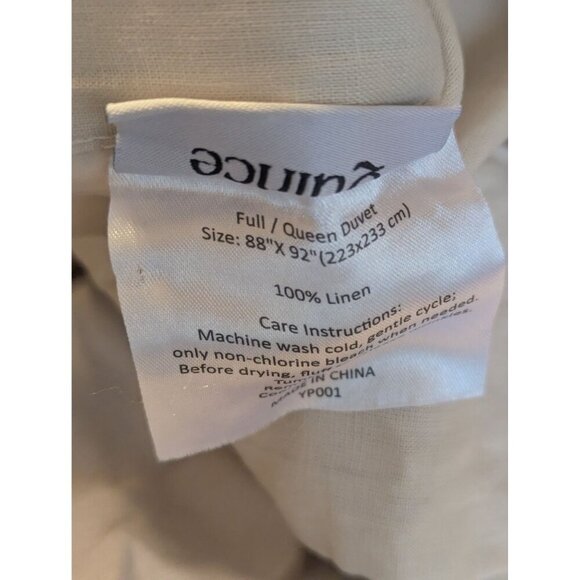 Quince
Full / Queen Duvet
Size: 88"X 92"(223x233 cm)
100% Linen
Care Instructions:
Machine wash cold, gentle cycle;
only non-chlorine bleach when needed.
Before drying,
MADE IN CHINA
YP001